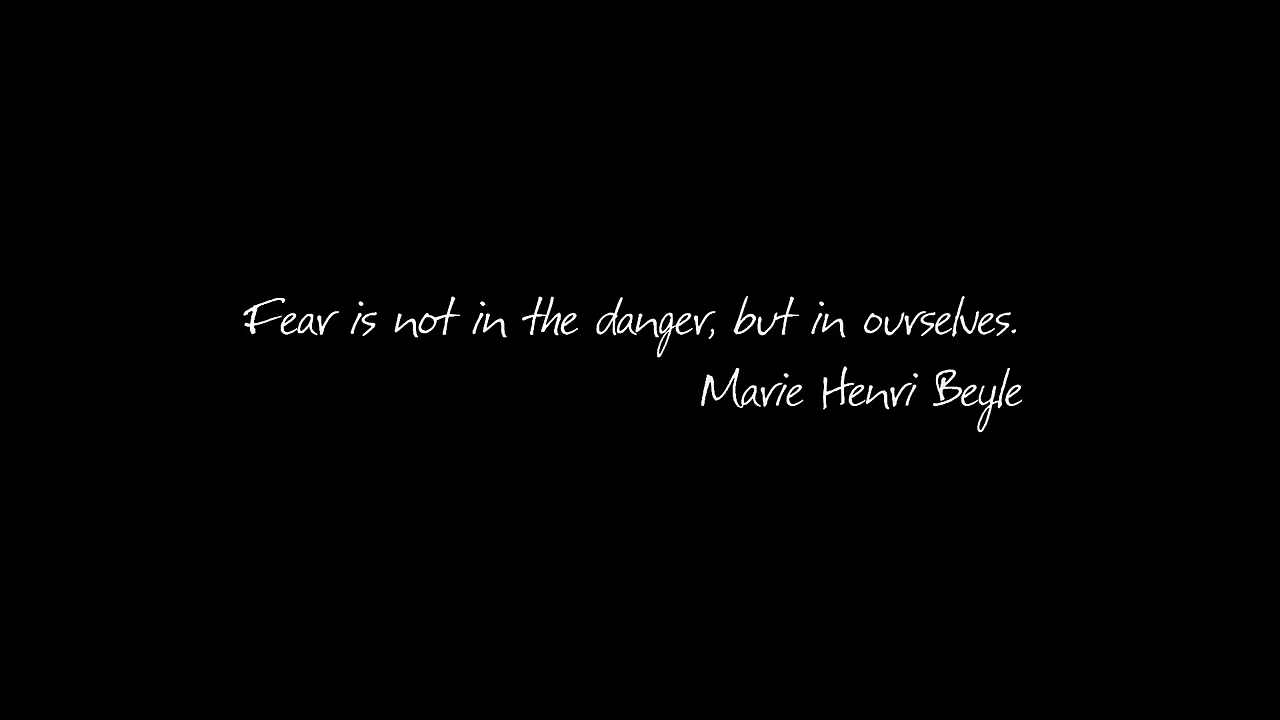 Fear is not in the danger, but in ourselves.
Marie Henri Beyle